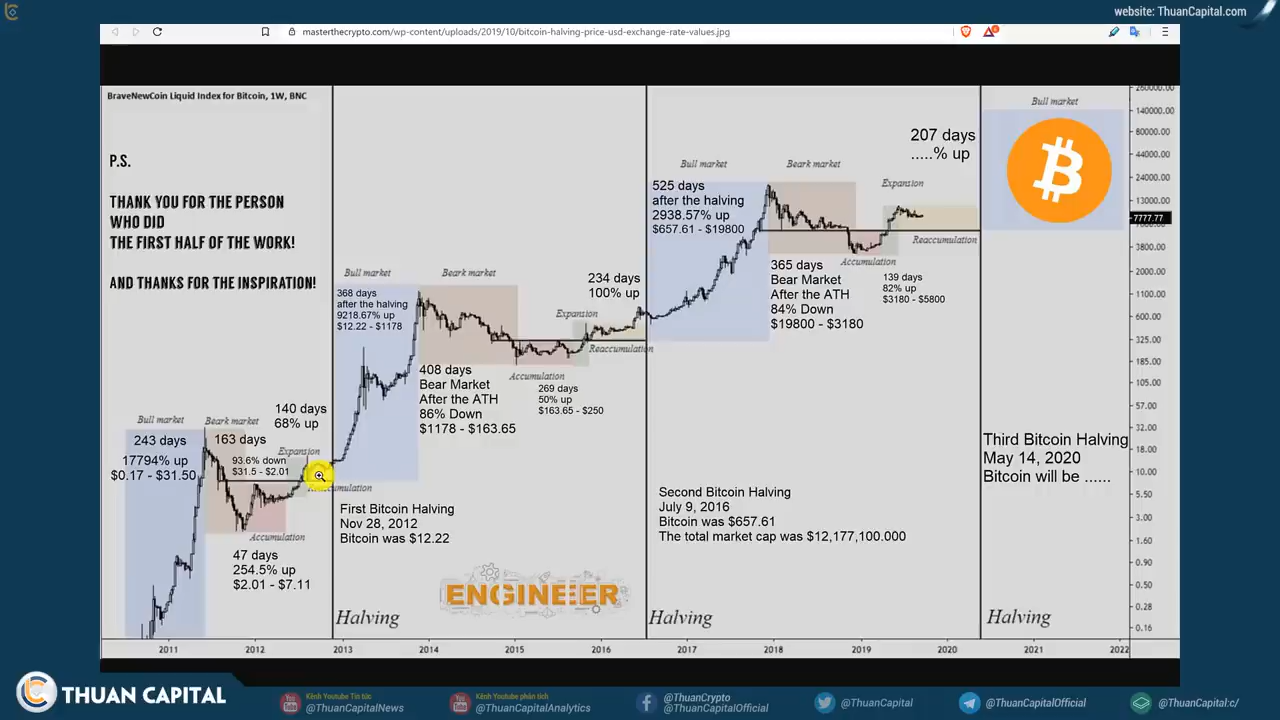 website: ThuanCapital.com
masterthecrypto.com/wp-content/uploads/2019/10/bitcoin-halving-price-usd-exchange-rate-values.jpg
BraveNewCoin Liquid Index for Bitcoin, 1W, BNC
P.S.
THANK YOU FOR THE PERSON
WHO DID
THE FIRST HALF OF THE WORK!
AND THANKS FOR THE INSPIRATION!
Bull market
243 days
17794% up
$0.17 - $31.50
Beark market
163 days
93.6% down
$31.5 - $2.01
140 days
68% up
Expansion
Accumulation
47 days
254.5% up
$2.01 - $7.11
Bull market
368 days
after the halving
9218.67% up
$12.22 - $1178
First Bitcoin Halving
Nov 28, 2012
Bitcoin was $12.22
Halving
Beark market
408 days
Bear Market
After the ATH
86% Down
$1178 - $163.65
234 days
100% up
Expansion
Reaccumulation
Accumulation
269 days
50% up
$163.65 - $250
ENGINEER
Bull market
525 days
after the halving
2938.57% up
$657.61 - $19800
Second Bitcoin Halving
July 9, 2016
Bitcoin was $657.61
The total market cap was $12,177,100.000
Halving
Beark market
365 days
Bear Market
After the ATH
84% Down
$19800 - $3180
207 days
.....% up
Expansion
Reaccumulation
Accumulation
139 days
82% up
$3180 - $5800
Bull market
Third Bitcoin Halving
May 14, 2020
Bitcoin will be ......
Halving
140000.00
80000.00
44000.00
24000.00
13000.00
7777.77
3800.00
2000.00
1100.00
600.00
325.00
185.00
105.00
57.00
32.00
18.00
10.00
5.50
3.00
1.60
0.90
0.50
0.28
0.16
2011
2012
2013
2014
2015
2016
2017
2018
2019
2020
2021
2022
THUAN CAPITAL
Kênh Youtube Tin tức
@ThuanCapitalNews
Kênh Youtube phân tích
@ThuanCapitalAnalytics
@ThuanCrypto
@ThuanCapitalOfficial
@ThuanCapital
@ThuanCapitalOfficial
@ThuanCapital:c/